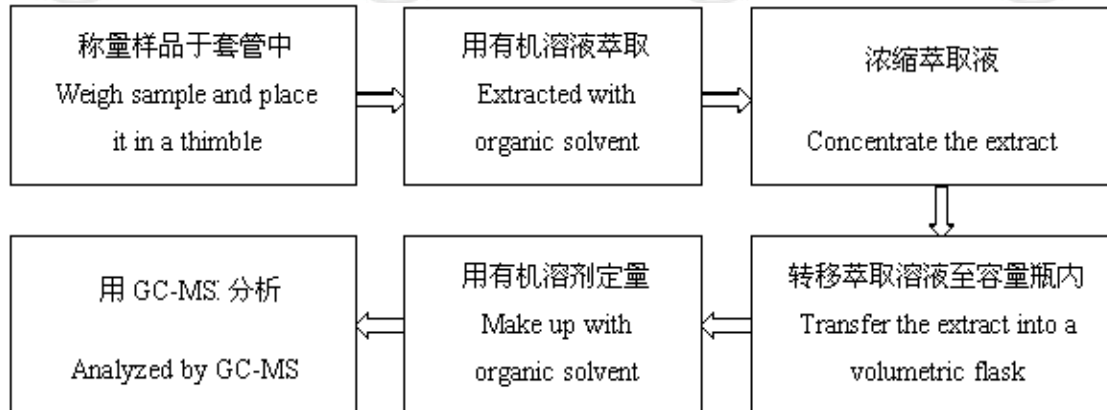 称量样品于套管中
Weigh sample and place
it in a thimble
用有机溶液萃取
Extracted with
organic solvent
浓缩萃取液
Concentrate the extract
转移萃取溶液至容量瓶内
Transfer the extract into a
volumetric flask
用有机溶剂定量
Make up with
organic solvent
用 GC-MS 分析
Analyzed by GC-MS